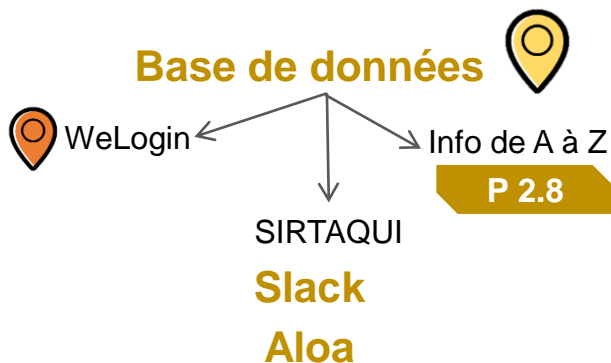 Base de données
WeLogin
Info de A à Z
P 2.8
SIRTAQUI
Slack
Aloa